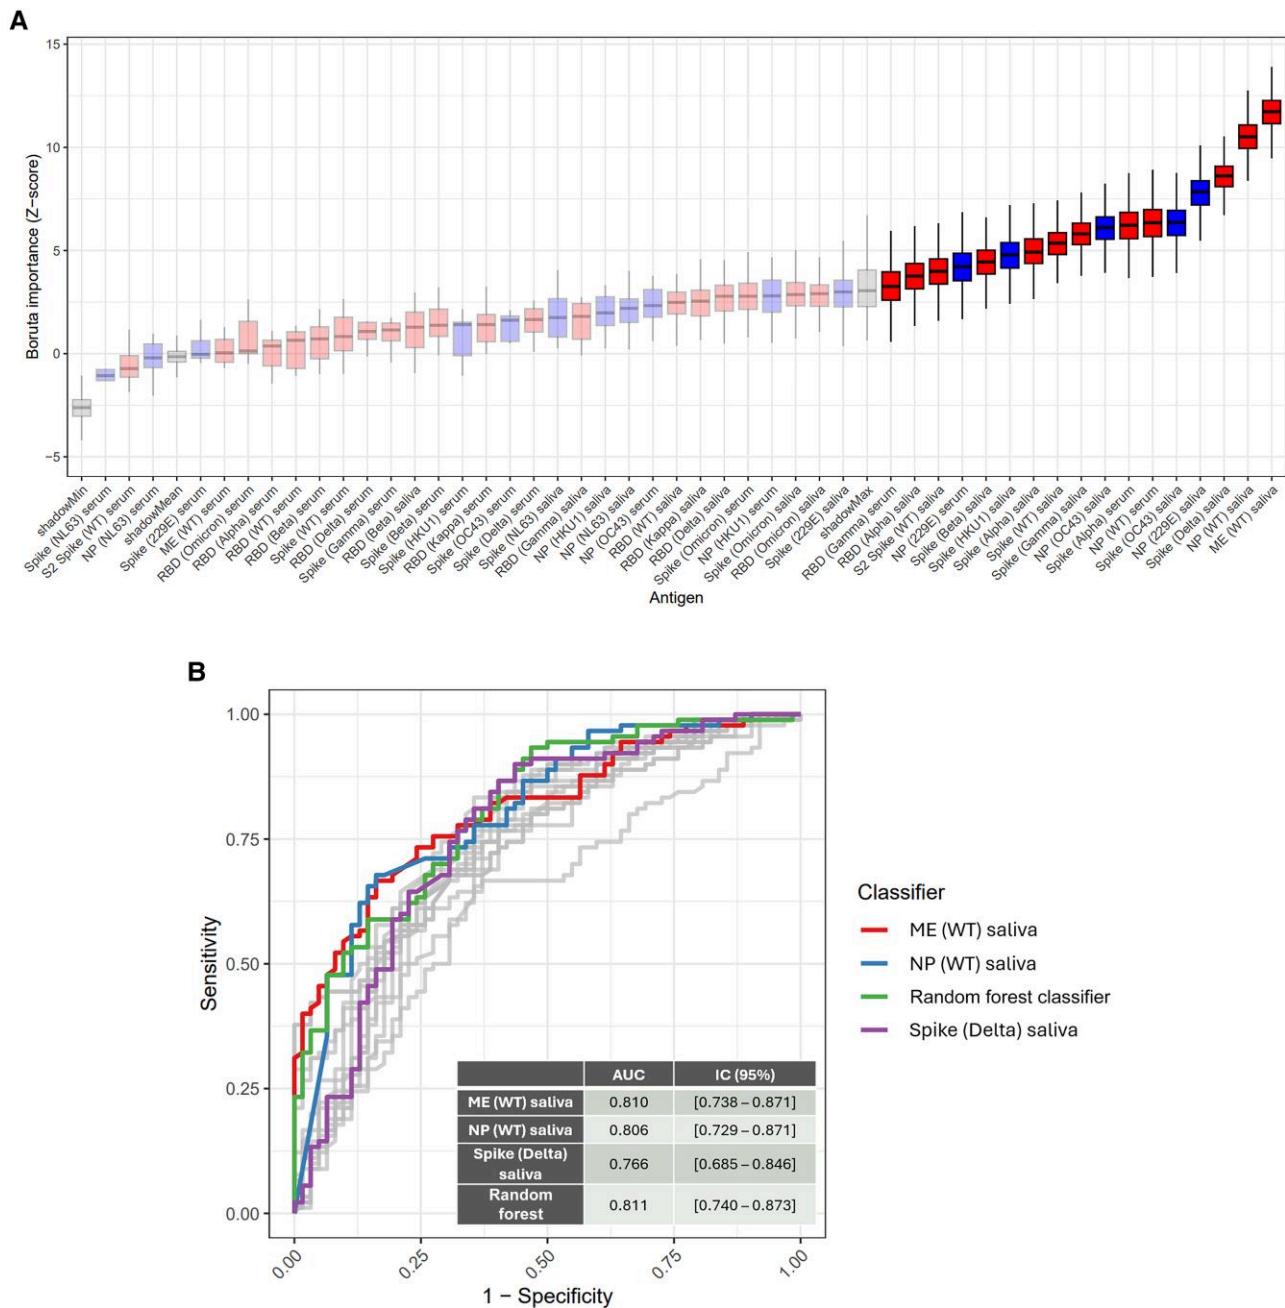 A
15
10
5
0
−5
Boruta importance (Z−score)
shadowMin
Spike (NL63) serum
S2 Spike (WT) serum
NP (NL63) serum
shadowMean
Spike (229E) serum
ME (WT) serum
RBD (Omicron) serum
RBD (Alpha) serum
RBD (WT) serum
RBD (Beta) serum
Spike (WT) serum
RBD (Delta) serum
Spike (Gamma) serum
RBD (Beta) saliva
Spike (Beta) serum
Spike (HKU1) serum
RBD (Kappa) serum
Spike (OC43) serum
Spike (Delta) serum
Spike (NL63) saliva
RBD (Gamma) saliva
NP (HKU1) saliva
NP (NL63) saliva
NP (OC43) serum
RBD (WT) saliva
RBD (Kappa) saliva
RBD (Delta) saliva
Spike (Omicron) serum
NP (HKU1) serum
Spike (Omicron) saliva
RBD (Omicron) saliva
Spike (229E) saliva
shadowMax
RBD (Gamma) serum
RBD (Alpha) saliva
S2 Spike (WT) saliva
NP (229E) serum
Spike (Beta) saliva
Spike (HKU1) saliva
Spike (Alpha) saliva
Spike (WT) saliva
Spike (Gamma) saliva
NP (OC43) saliva
Spike (Alpha) serum
NP (WT) serum
Spike (OC43) saliva
NP (229E) saliva
Spike (Delta) saliva
NP (WT) saliva
ME (WT) saliva
Antigen
B
1.00
0.75
0.50
0.25
0.00
Sensitivity
AUC IC (95%)
ME (WT) saliva 0.810 [0.738 – 0.871]
NP (WT) saliva 0.806 [0.729 – 0.871]
Spike (Delta)
saliva 0.766 [0.685 – 0.846]
Random
forest 0.811 [0.740 – 0.873]
0.00 0.25 0.50 0.75 1.00
1 − Specificity
Classifier
ME (WT) saliva
NP (WT) saliva
Random forest classifier
Spike (Delta) saliva